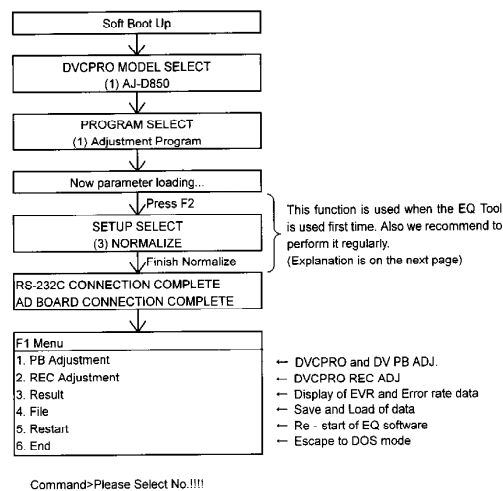 Soft Boot Up
DVCPRO MODEL SELECT
(1) AJ-D850
PROGRAM SELECT
(1) Adjustment Program
Now parameter loading...
Press F2
SETUP SELECT
(3) NORMALIZE
Finish Normalize
This function is used when the EQ Tool
is used first time. Also we recommend to
perform it regularly.
(Explanation is on the next page)
RS-232C CONNECTION COMPLETE
AD BOARD CONNECTION COMPLETE
F1 Menu
1. PB Adjustment ← DVCPRO and DV PB ADJ.
2. REC Adjustment ← DVCPRO REC ADJ
3. Result ← Display of EVR and Error rate data
4. File ← Save and Load of data
5. Restart ← Re - start of EQ software
6. End ← Escape to DOS mode
Command>Please Select No.!!!!